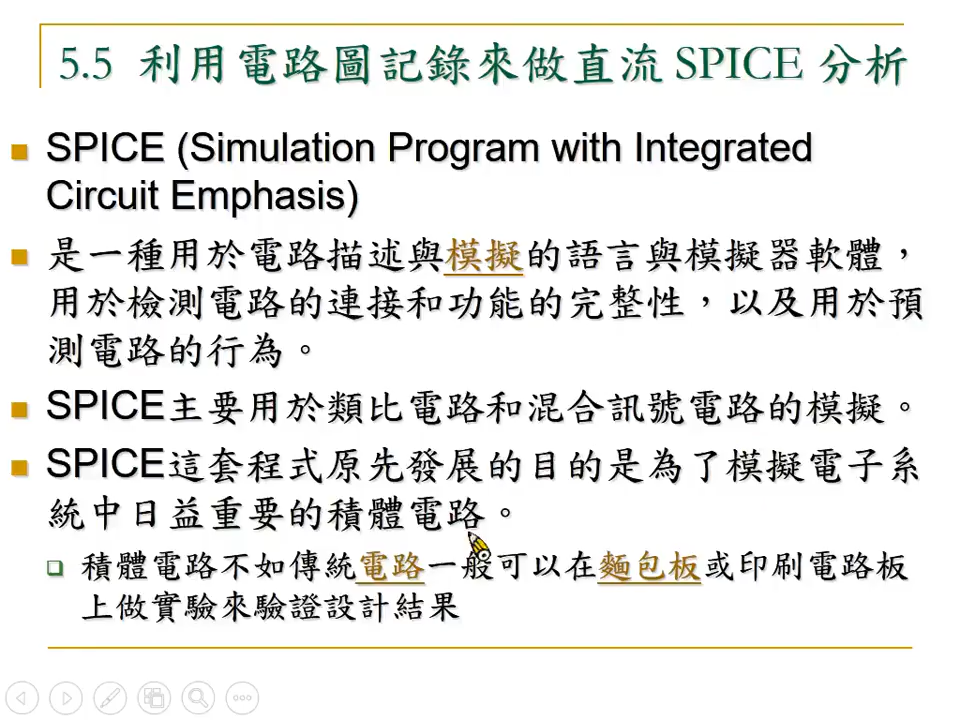 5.5 利用電路圖記錄來做直流 SPICE 分析
SPICE (Simulation Program with Integrated
Circuit Emphasis)
是一種用於電路描述與模擬的語言與模擬器軟體，
用於檢測電路的連接和功能的完整性，以及用於預
測電路的行為。
SPICE主要用於類比電路和混合訊號電路的模擬。
SPICE這套程式原先發展的目的是為了模擬電子系
統中日益重要的積體電路。
積體電路不如傳統電路一般可以在麵包板或印刷電路板
上做實驗來驗證設計結果